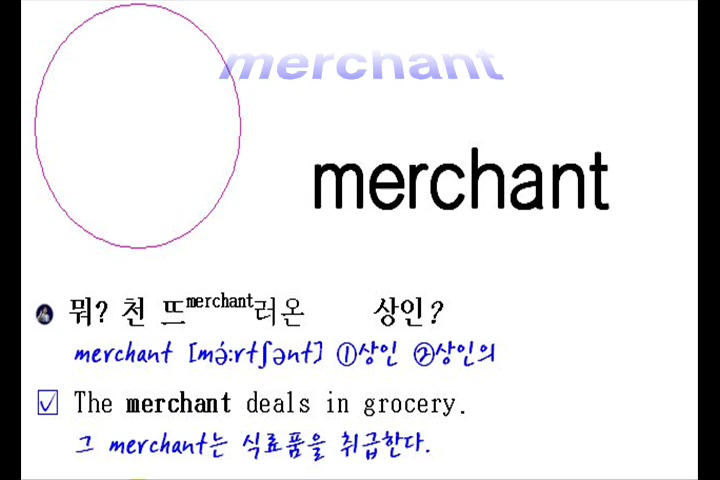 merchant
merchant
뭐? 천 뜨merchant러온 상인?
merchant [mə́ːrtʃənt] ①상인 ②상인의
The merchant deals in grocery.
그 merchant는 식료품을 취급한다.